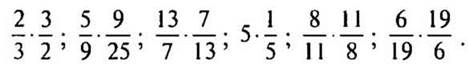 2/3 · 3/2 ; 5/9 · 9/25 ; 13/7 · 7/13 ; 5 · 1/5 ; 8/11 · 11/8 ; 6/19 · 19/6 .